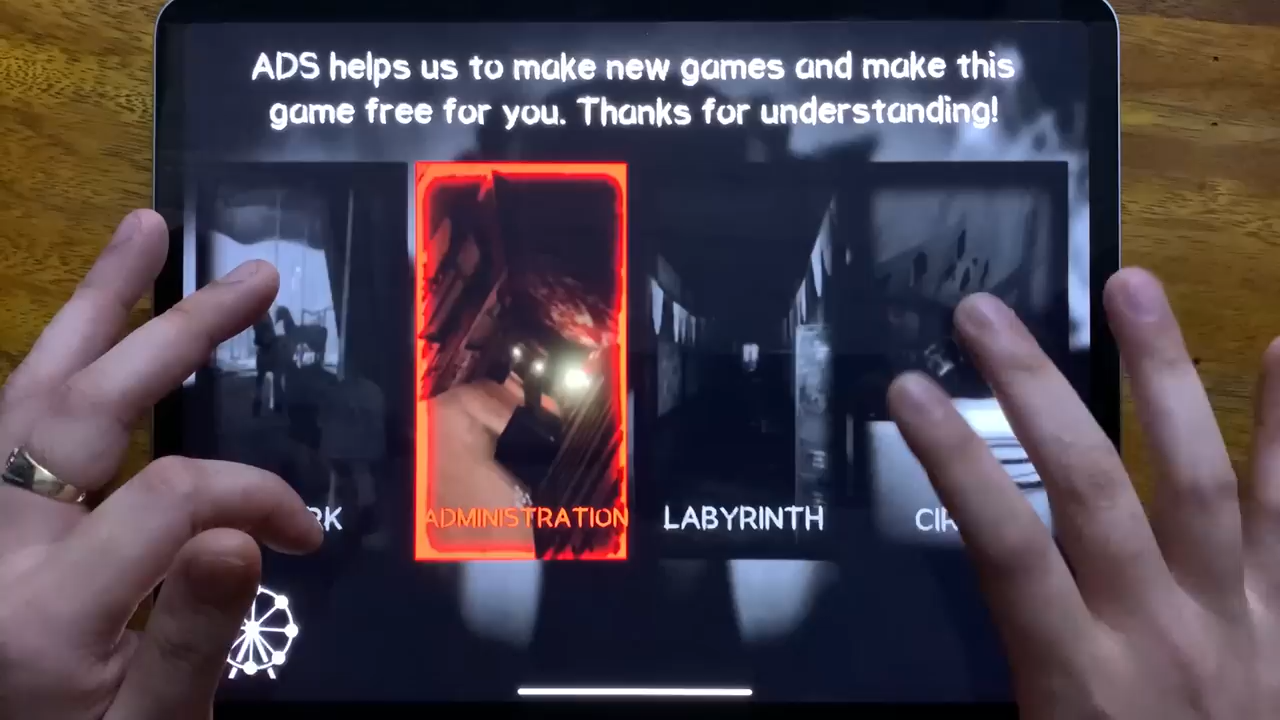 ADS helps us to make new games and make this
game free for you. Thanks for understanding!
ADMINISTRATION
LABYRINTH